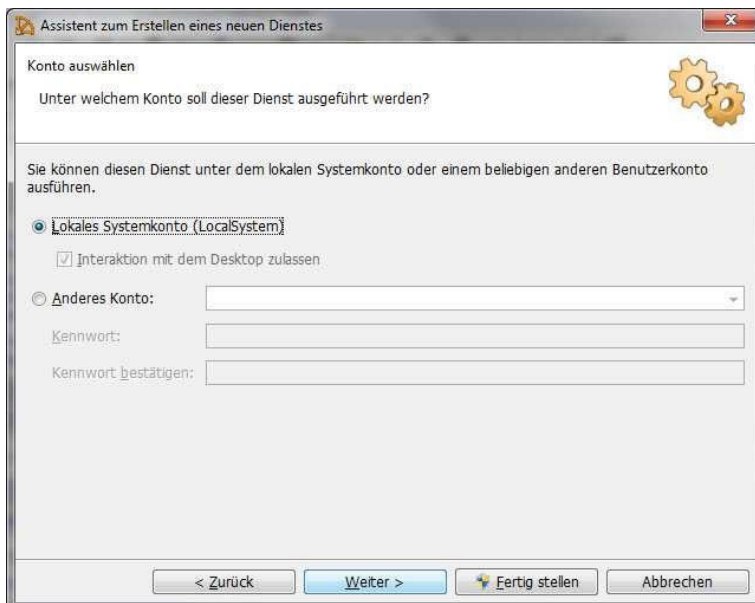 Assistent zum Erstellen eines neuen Dienstes
Konto auswählen
Unter welchem Konto soll dieser Dienst ausgeführt werden?
Sie können diesen Dienst unter dem lokalen Systemkonto oder einem beliebigen anderen Benutzerkonto
ausführen.
Lokales Systemkonto (LocalSystem)
Interaktion mit dem Desktop zulassen
Anderes Konto:
Kennwort:
Kennwort bestätigen:
< Zurück
Weiter >
Fertig stellen
Abbrechen